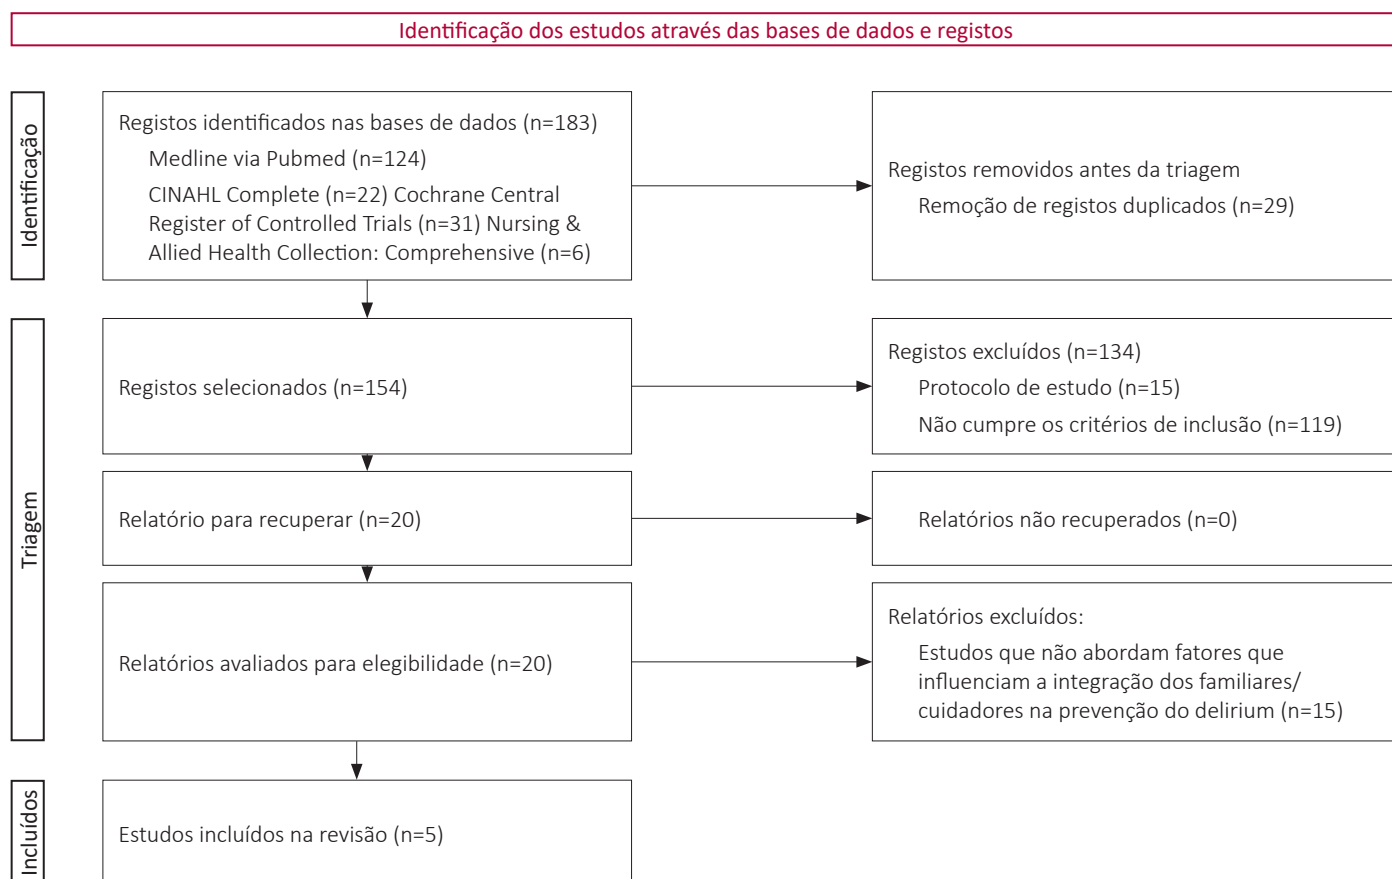 Identificação dos estudos através das bases de dados e registos
Identificação
Registos identificados nas bases de dados (n=183)
Medline via Pubmed (n=124)
CINAHL Complete (n=22) Cochrane Central
Register of Controlled Trials (n=31) Nursing &
Allied Health Collection: Comprehensive (n=6)
Registos removidos antes da triagem
Remoção de registos duplicados (n=29)
Triagem
Registos selecionados (n=154)
Registos excluídos (n=134)
Protocolo de estudo (n=15)
Não cumpre os critérios de inclusão (n=119)
Relatório para recuperar (n=20)
Relatórios não recuperados (n=0)
Relatórios avaliados para elegibilidade (n=20)
Relatórios excluídos:
Estudos que não abordam fatores que
influenciam a integração dos familiares/
cuidadores na prevenção do delirium (n=15)
Incluídos
Estudos incluídos na revisão (n=5)